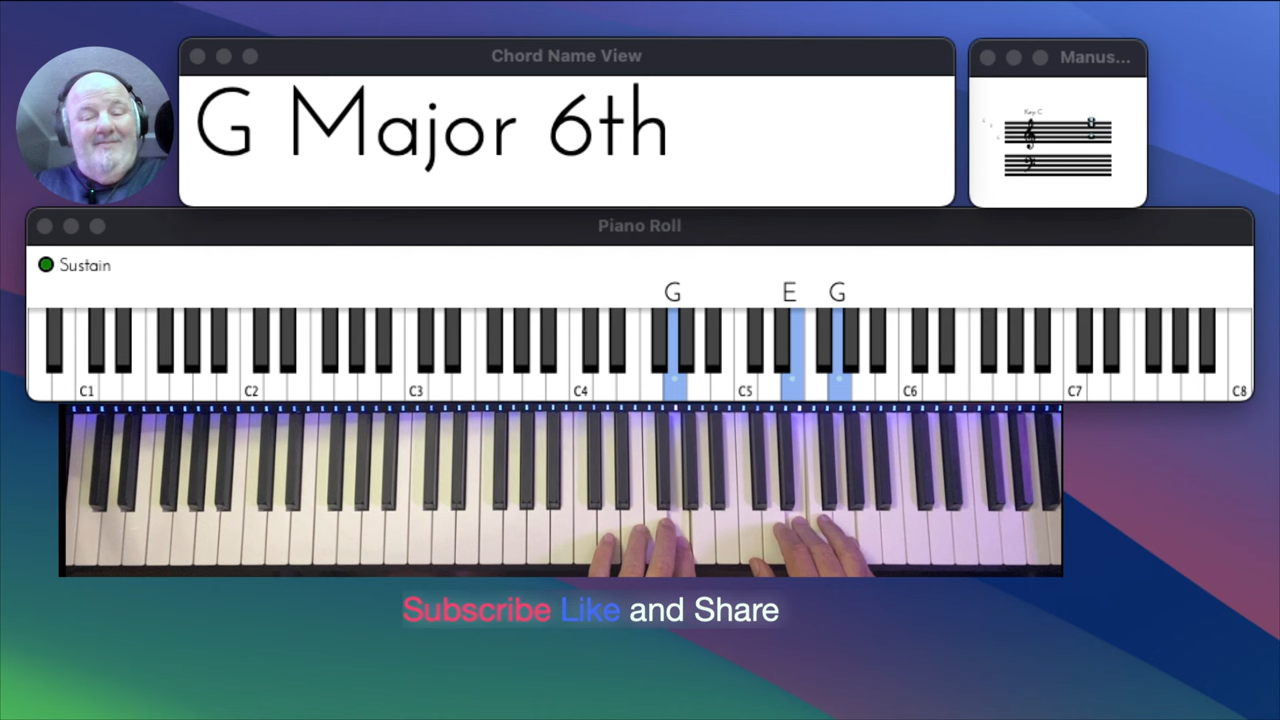 Chord Name View
Manus...
G Major 6th
Key: C
Piano Roll
Sustain
G E G
C1 C2 C3 C4 C5 C6 C7 C8
Subscribe Like and Share